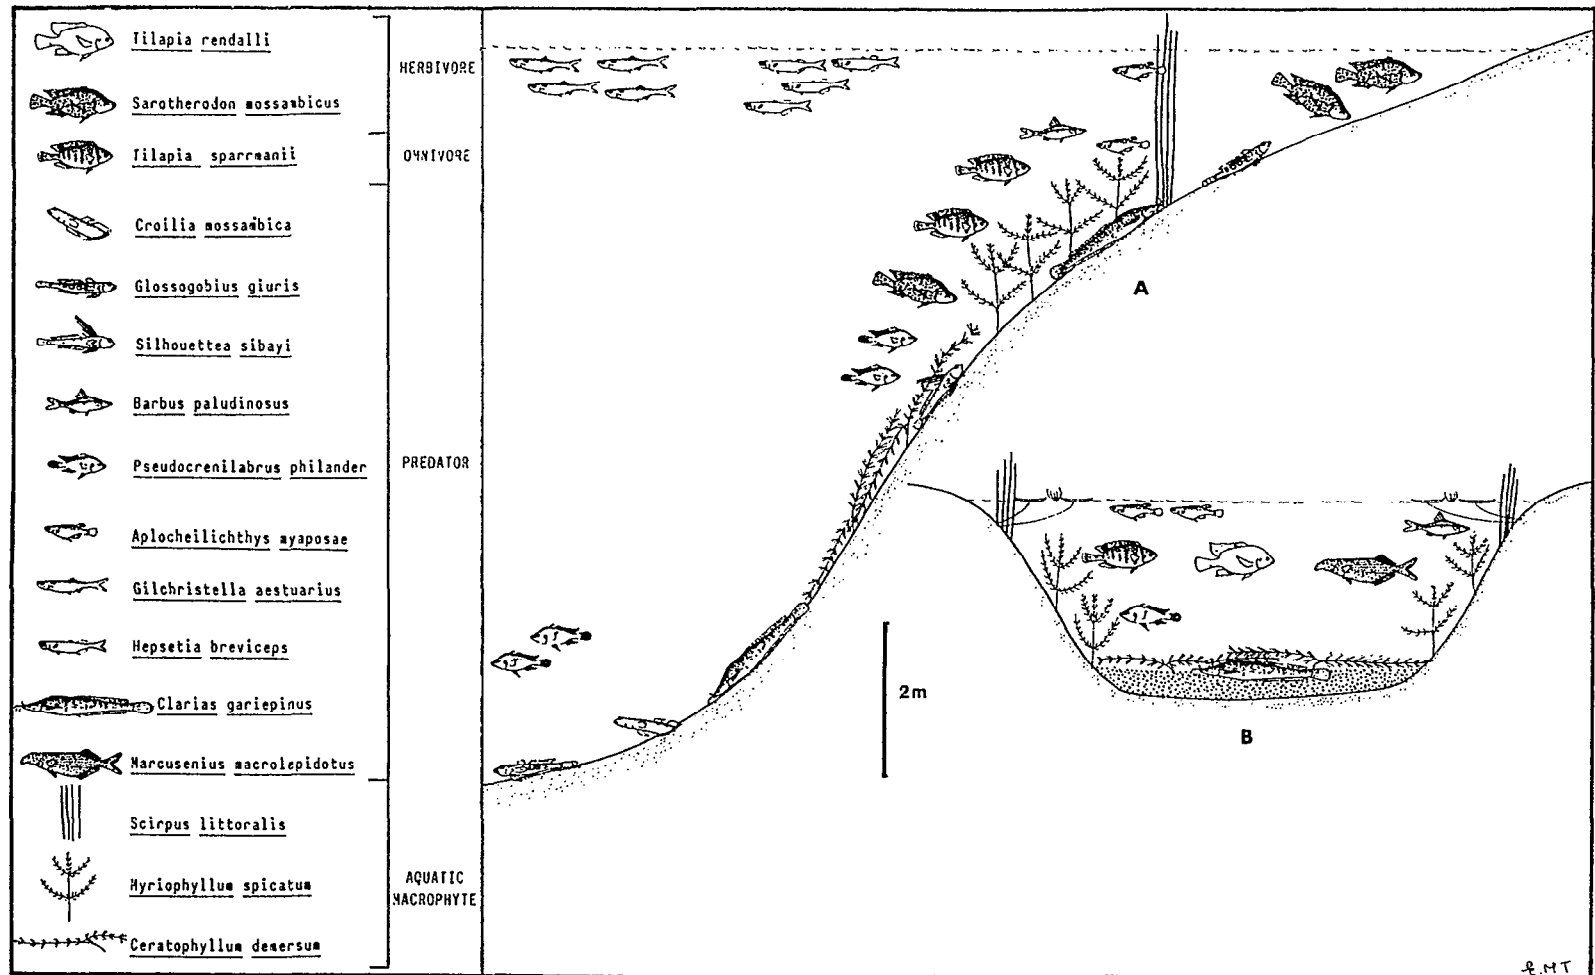 Tilapia rendalli
Sarotherodon mossambicus
HERBIVORE
Tilapia sparrmanii
OMNIVORE
Croilia mossambica
Glossogobius giuris
Silhouettea sibayi
Barbus paludinosus
Pseudocrenilabrus philander
PREDATOR
Aplocheilichthys myaposae
Gilchristella aestuarius
Hepsetia breviceps
Clarias gariepinus
Marcusenius macrolepidotus
Scirpus littoralis
Myriophyllum spicatum
AQUATIC
MACROPHYTE
Ceratophyllum demersum
A
2m
B